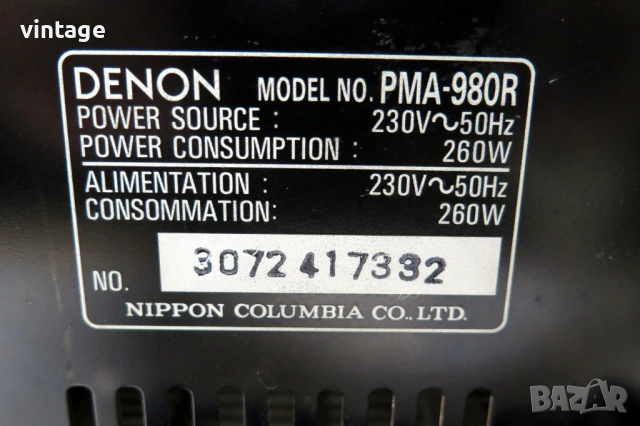 vintage
DENON MODEL NO. PMA-980R
POWER SOURCE : 230V~50Hz
POWER CONSUMPTION : 260W
ALIMENTATION : 230V~50Hz
CONSOMMATION: 260W
NO. 3072417332
NIPPON COLUMBIA CO., LTD.
BAZAR